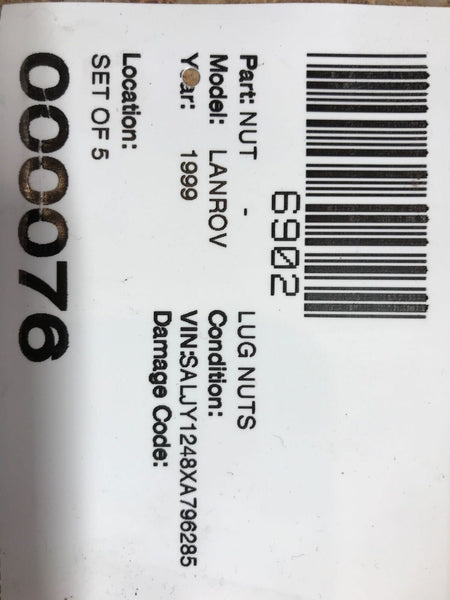 6902
Part: NUT - LUG NUTS
Model: LANROV Condition:
Year: 1999 VIN:SALJY1248XA796285
Damage Code:
Location:
SET OF 5
000076